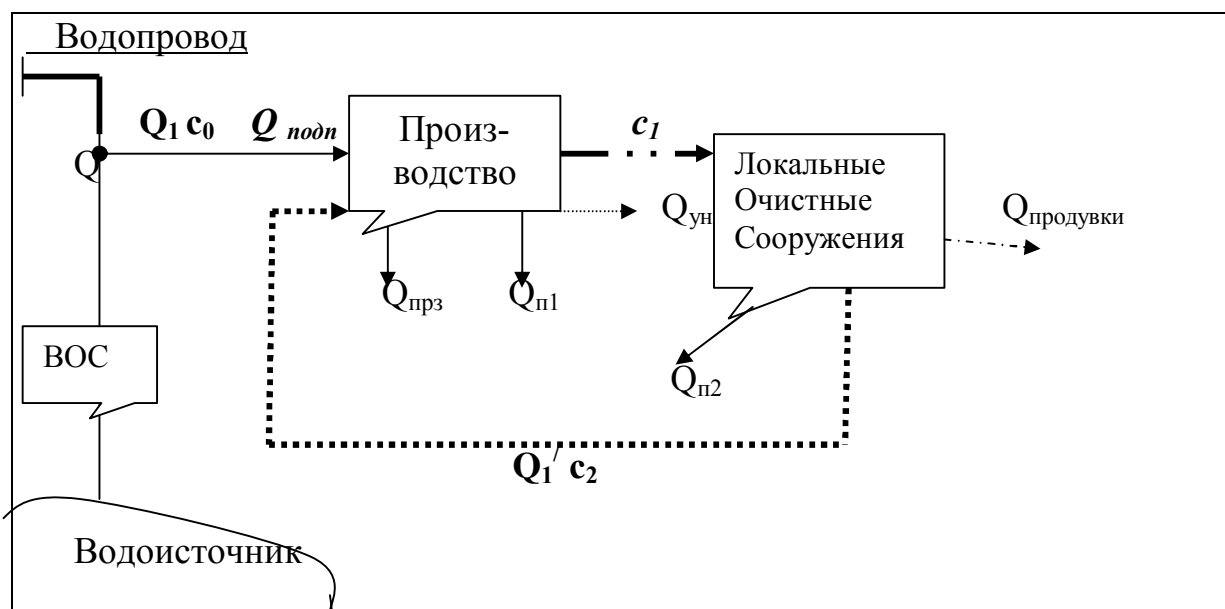 Водопровод
Q₁ c₀ Q подп
Произ-
водство
c₁
Локальные
Очистные
Сооружения
Q
Qун
Qпродувки
Qпрз
Qп1
ВОС
Qп2
Q₁′ c₂
Водоисточник